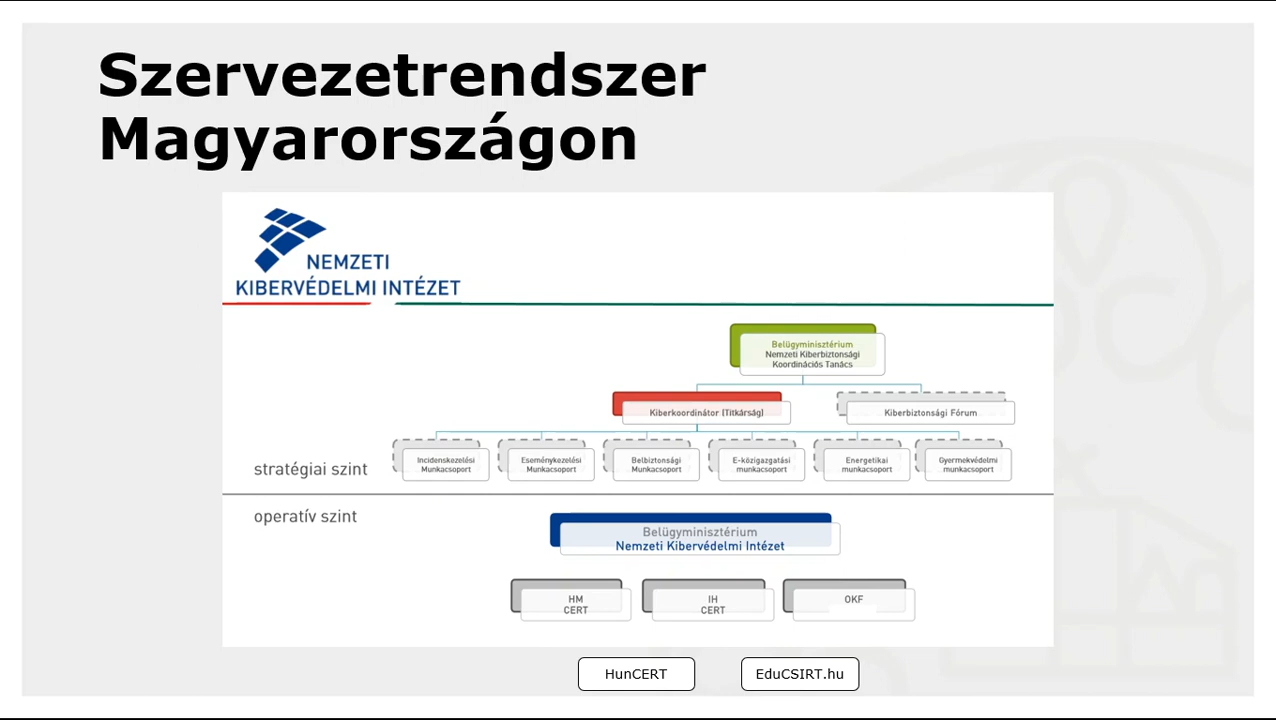 Szervezetrendszer
Magyarországon
NEMZETI
KIBERVÉDELMI INTÉZET
Belügyminisztérium
Nemzeti Kiberbiztonsági
Koordinációs Tanács
Kiberkoordinátor (Titkárság)
Kiberbiztonsági Fórum
stratégiai szint
Incidenskezelési
Munkacsoport
Eseménykezelési
Munkacsoport
Belbiztonsági
Munkacsoport
E-közigazgatási
munkacsoport
Energetikai
munkacsoport
Gyermekvédelmi
munkacsoport
operatív szint
Belügyminisztérium
Nemzeti Kibervédelmi Intézet
HM
CERT
IH
CERT
OKF
HunCERT
EduCSIRT.hu